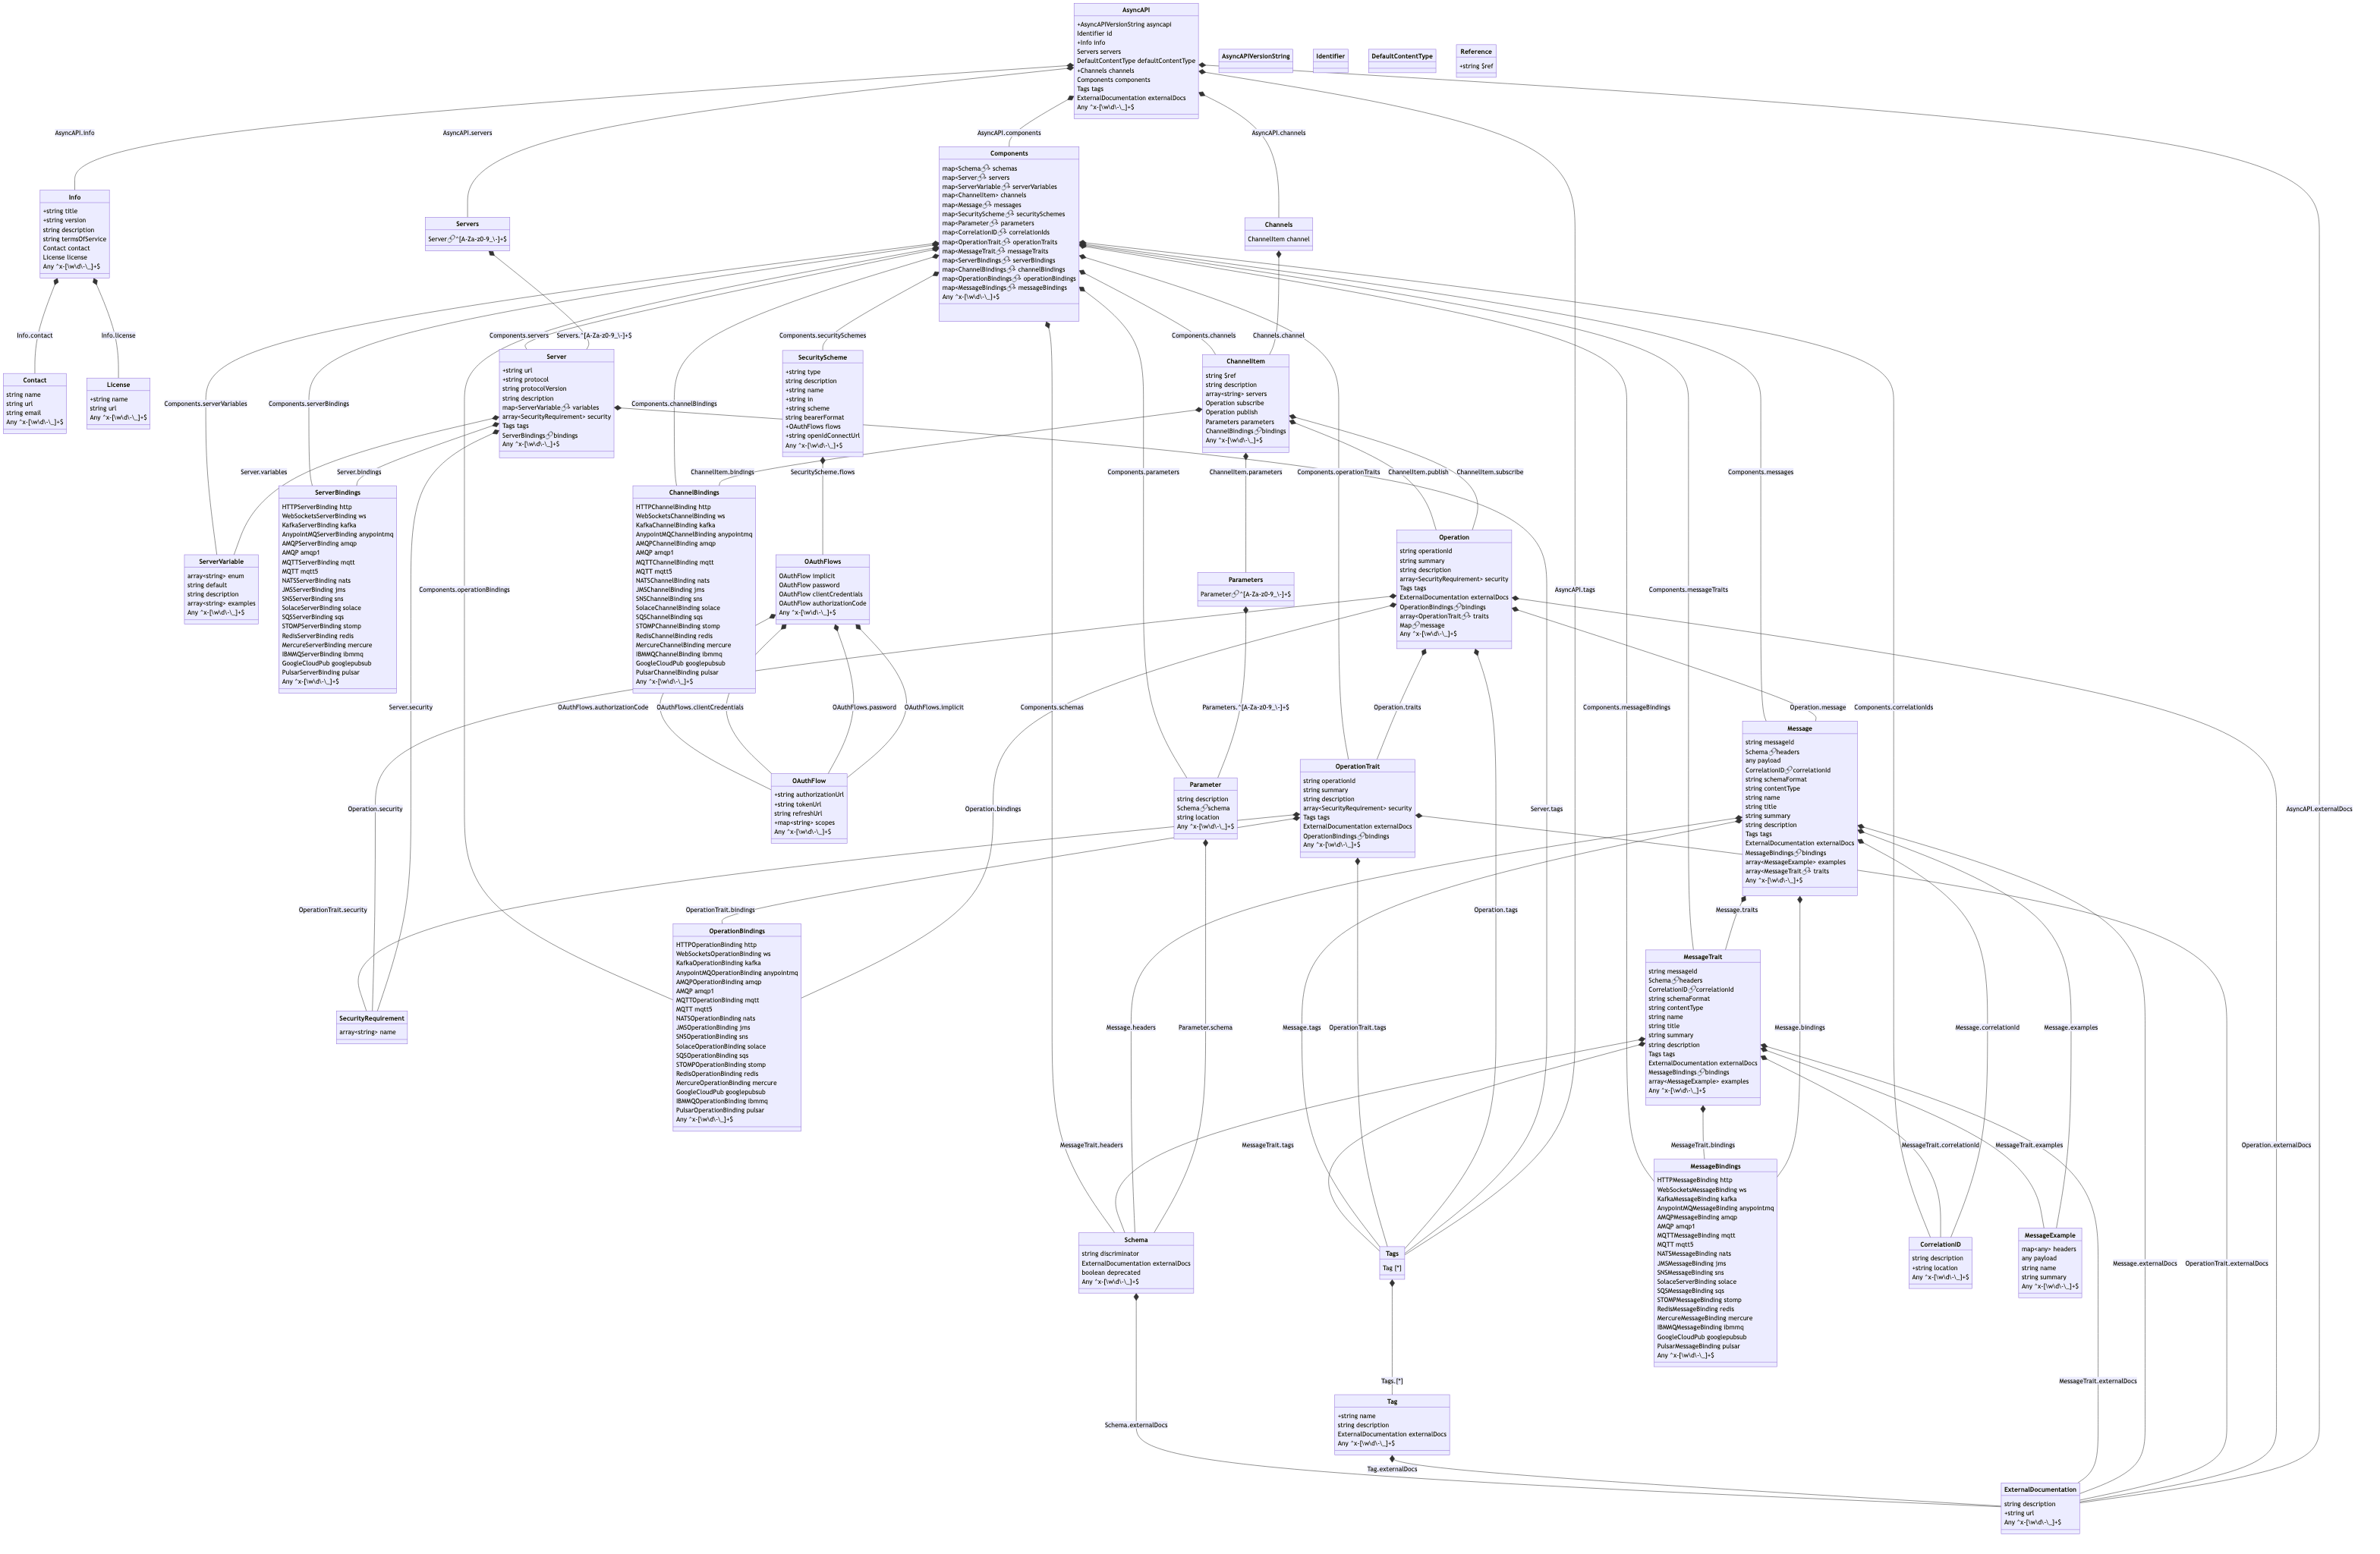 AsyncAPI
+AsyncAPIVersionString asyncapi
Identifier id
+Info info
Servers servers
DefaultContentType defaultContentType
+Channels channels
Components components
Tags tags
ExternalDocumentation externalDocs
Any ^x-[\w\d\-\_]+$
AsyncAPIVersionString
Identifier
DefaultContentType
Reference
+string $ref
AsyncAPI.info
AsyncAPI.servers
AsyncAPI.components
AsyncAPI.channels
Components
map<Schema🔗> schemas
map<Server🔗> servers
map<ServerVariable🔗> serverVariables
map<ChannelItem> channels
map<Message🔗> messages
map<SecurityScheme🔗> securitySchemes
map<Parameter🔗> parameters
map<CorrelationID🔗> correlationIds
map<OperationTrait🔗> operationTraits
map<MessageTrait🔗> messageTraits
map<ServerBindings🔗> serverBindings
map<ChannelBindings🔗> channelBindings
map<OperationBindings🔗> operationBindings
map<MessageBindings🔗> messageBindings
Any ^x-[\w\d\-\_]+$
Info
+string title
+string version
string description
string termsOfService
Contact contact
License license
Any ^x-[\w\d\-\_]+$
Servers
Server🔗^[A-Za-z0-9_\-]+$
Channels
ChannelItem channel
Info.contact
Info.license
Components.servers
Servers.^[A-Za-z0-9_\-]+$
Components.securitySchemes
Components.channels
Channels.channel
Contact
string name
string url
string email
Any ^x-[\w\d\-\_]+$
License
+string name
string url
Any ^x-[\w\d\-\_]+$
Components.serverVariables
Components.serverBindings
Server
+string url
+string protocol
string protocolVersion
string description
map<ServerVariable🔗> variables
array<SecurityRequirement> security
Tags tags
ServerBindings🔗bindings
Any ^x-[\w\d\-\_]+$
Components.channelBindings
SecurityScheme
+string type
string description
+string name
+string in
+string scheme
string bearerFormat
+OAuthFlows flows
+string openIdConnectUrl
Any ^x-[\w\d\-\_]+$
ChannelItem
string $ref
string description
array<string> servers
Operation subscribe
Operation publish
Parameters parameters
ChannelBindings🔗bindings
Any ^x-[\w\d\-\_]+$
Server.variables
Server.bindings
ChannelItem.bindings
SecurityScheme.flows
Components.parameters
ChannelItem.parameters
Components.operationTraits
ChannelItem.publish
ChannelItem.subscribe
Components.messages
ServerBindings
HTTPServerBinding http
WebSocketsServerBinding ws
KafkaServerBinding kafka
AnypointMQServerBinding anypointmq
AMQPServerBinding amqp
AMQP amqp1
MQTTServerBinding mqtt
MQTT mqtt5
NATSServerBinding nats
JMSServerBinding jms
SNSServerBinding sns
SolaceServerBinding solace
SQSServerBinding sqs
STOMPServerBinding stomp
RedisServerBinding redis
MercureServerBinding mercure
IBMMQServerBinding ibmmq
GoogleCloudPub googlepubsub
PulsarServerBinding pulsar
Any ^x-[\w\d\-\_]+$
ChannelBindings
HTTPChannelBinding http
WebSocketsChannelBinding ws
KafkaChannelBinding kafka
AnypointMQChannelBinding anypointmq
AMQPChannelBinding amqp
AMQP amqp1
MQTTChannelBinding mqtt
MQTT mqtt5
NATSChannelBinding nats
JMSChannelBinding jms
SNSChannelBinding sns
SolaceChannelBinding solace
SQSChannelBinding sqs
STOMPChannelBinding stomp
RedisChannelBinding redis
MercureChannelBinding mercure
IBMMQChannelBinding ibmmq
GoogleCloudPub googlepubsub
PulsarChannelBinding pulsar
Any ^x-[\w\d\-\_]+$
ServerVariable
array<string> enum
string default
string description
array<string> examples
Any ^x-[\w\d\-\_]+$
Components.operationBindings
OAuthFlows
OAuthFlow implicit
OAuthFlow password
OAuthFlow clientCredentials
OAuthFlow authorizationCode
Any ^x-[\w\d\-\_]+$
Parameters
Parameter🔗^[A-Za-z0-9_\-]+$
Operation
string operationId
string summary
string description
array<SecurityRequirement> security
Tags tags
ExternalDocumentation externalDocs
OperationBindings🔗bindings
array<OperationTrait🔗> traits
Map🔗message
Any ^x-[\w\d\-\_]+$
AsyncAPI.tags
Components.messageTraits
Server.security
OAuthFlows.authorizationCode
OAuthFlows.clientCredentials
OAuthFlows.password
OAuthFlows.implicit
Components.schemas
Parameters.^[A-Za-z0-9_\-]+$
Operation.traits
Components.messageBindings
Operation.message
Components.correlationIds
Message
string messageId
Schema🔗headers
any payload
CorrelationID🔗correlationId
string schemaFormat
string contentType
string name
string title
string summary
string description
Tags tags
ExternalDocumentation externalDocs
MessageBindings🔗bindings
array<MessageExample> examples
array<MessageTrait🔗> traits
Any ^x-[\w\d\-\_]+$
Operation.security
OAuthFlow
+string authorizationUrl
+string tokenUrl
string refreshUrl
+map<string> scopes
Any ^x-[\w\d\-\_]+$
Operation.bindings
Parameter
string description
Schema🔗schema
string location
Any ^x-[\w\d\-\_]+$
OperationTrait
string operationId
string summary
string description
array<SecurityRequirement> security
Tags tags
ExternalDocumentation externalDocs
OperationBindings🔗bindings
Any ^x-[\w\d\-\_]+$
Server.tags
AsyncAPI.externalDocs
OperationTrait.security
OperationTrait.bindings
Operation.tags
Message.traits
OperationBindings
HTTPOperationBinding http
WebSocketsOperationBinding ws
KafkaOperationBinding kafka
AnypointMQOperationBinding anypointmq
AMQPOperationBinding amqp
AMQP amqp1
MQTTOperationBinding mqtt
MQTT mqtt5
NATSOperationBinding nats
JMSOperationBinding jms
SNSOperationBinding sns
SolaceOperationBinding solace
SQSOperationBinding sqs
STOMPOperationBinding stomp
RedisOperationBinding redis
MercureOperationBinding mercure
GoogleCloudPub googlepubsub
IBMMQOperationBinding ibmmq
PulsarOperationBinding pulsar
Any ^x-[\w\d\-\_]+$
SecurityRequirement
array<string> name
Message.headers
Parameter.schema
Message.tags
OperationTrait.tags
MessageTrait
string messageId
Schema🔗headers
CorrelationID🔗correlationId
string schemaFormat
string contentType
string name
string title
string summary
string description
Tags tags
ExternalDocumentation externalDocs
MessageBindings🔗bindings
array<MessageExample> examples
Any ^x-[\w\d\-\_]+$
Message.bindings
Message.correlationId
Message.examples
MessageTrait.headers
MessageTrait.tags
MessageTrait.bindings
MessageTrait.correlationId
MessageTrait.examples
Operation.externalDocs
MessageBindings
HTTPMessageBinding http
WebSocketsMessageBinding ws
KafkaMessageBinding kafka
AnypointMQMessageBinding anypointmq
AMQPMessageBinding amqp
AMQP amqp1
MQTTMessageBinding mqtt
MQTT mqtt5
NATSMessageBinding nats
JMSMessageBinding jms
SNSMessageBinding sns
SolaceServerBinding solace
SQSMessageBinding sqs
STOMPMessageBinding stomp
RedisMessageBinding redis
MercureMessageBinding mercure
IBMMQMessageBinding ibmmq
GoogleCloudPub googlepubsub
PulsarMessageBinding pulsar
Any ^x-[\w\d\-\_]+$
Schema
string discriminator
ExternalDocumentation externalDocs
boolean deprecated
Any ^x-[\w\d\-\_]+$
Tags
Tag [*]
CorrelationID
string description
+string location
Any ^x-[\w\d\-\_]+$
MessageExample
map<any> headers
any payload
string name
string summary
Any ^x-[\w\d\-\_]+$
Message.externalDocs
OperationTrait.externalDocs
Tags.[*]
MessageTrait.externalDocs
Schema.externalDocs
Tag
+string name
string description
ExternalDocumentation externalDocs
Any ^x-[\w\d\-\_]+$
Tag.externalDocs
ExternalDocumentation
string description
+string url
Any ^x-[\w\d\-\_]+$